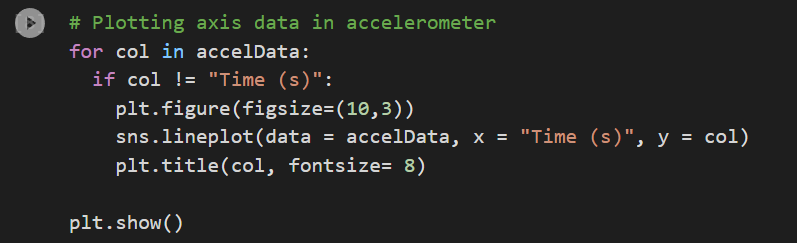 # Plotting axis data in accelerometer
for col in accelData:
  if col != "Time (s)":
    plt.figure(figsize=(10,3))
    sns.lineplot(data = accelData, x = "Time (s)", y = col)
    plt.title(col, fontsize= 8)

plt.show()